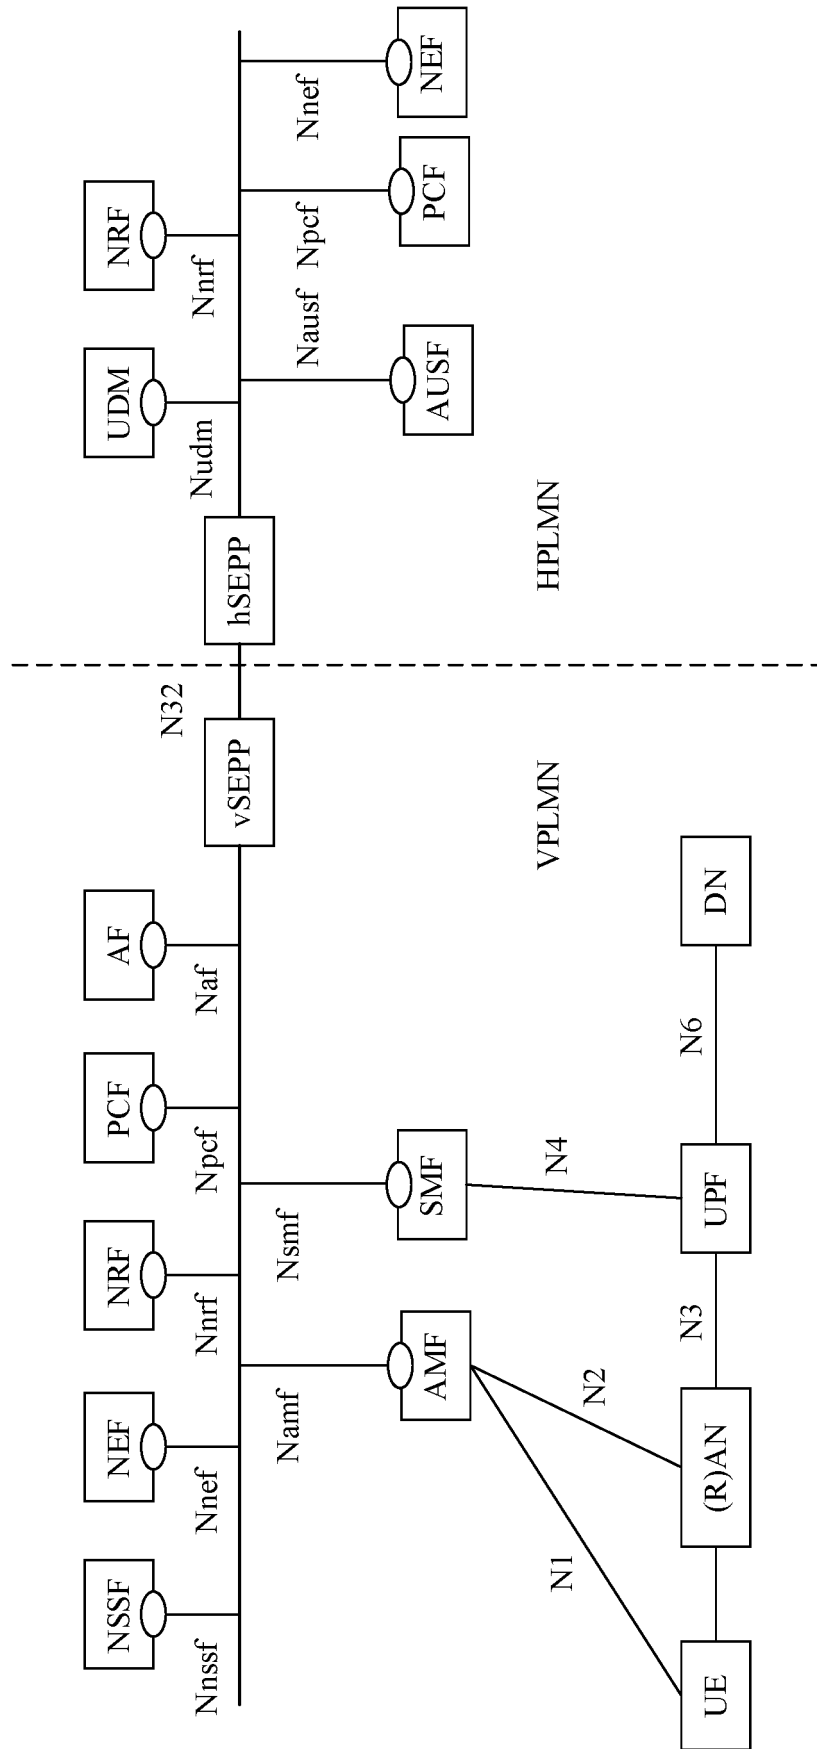 NSSF
NEF
NRF
PCF
AF
UDM
NRF
Nnssf
Nnef
Nnrf
Npcf
Naf
N32
Nudm
Nnrf
vSEPP
hSEPP
Namf
Nsmf
Nausf
Npcf
Nnef
AMF
SMF
AUSF
PCF
NEF
N1
N2
N4
VPLMN
HPLMN
N3
N6
UE
(R)AN
UPF
DN